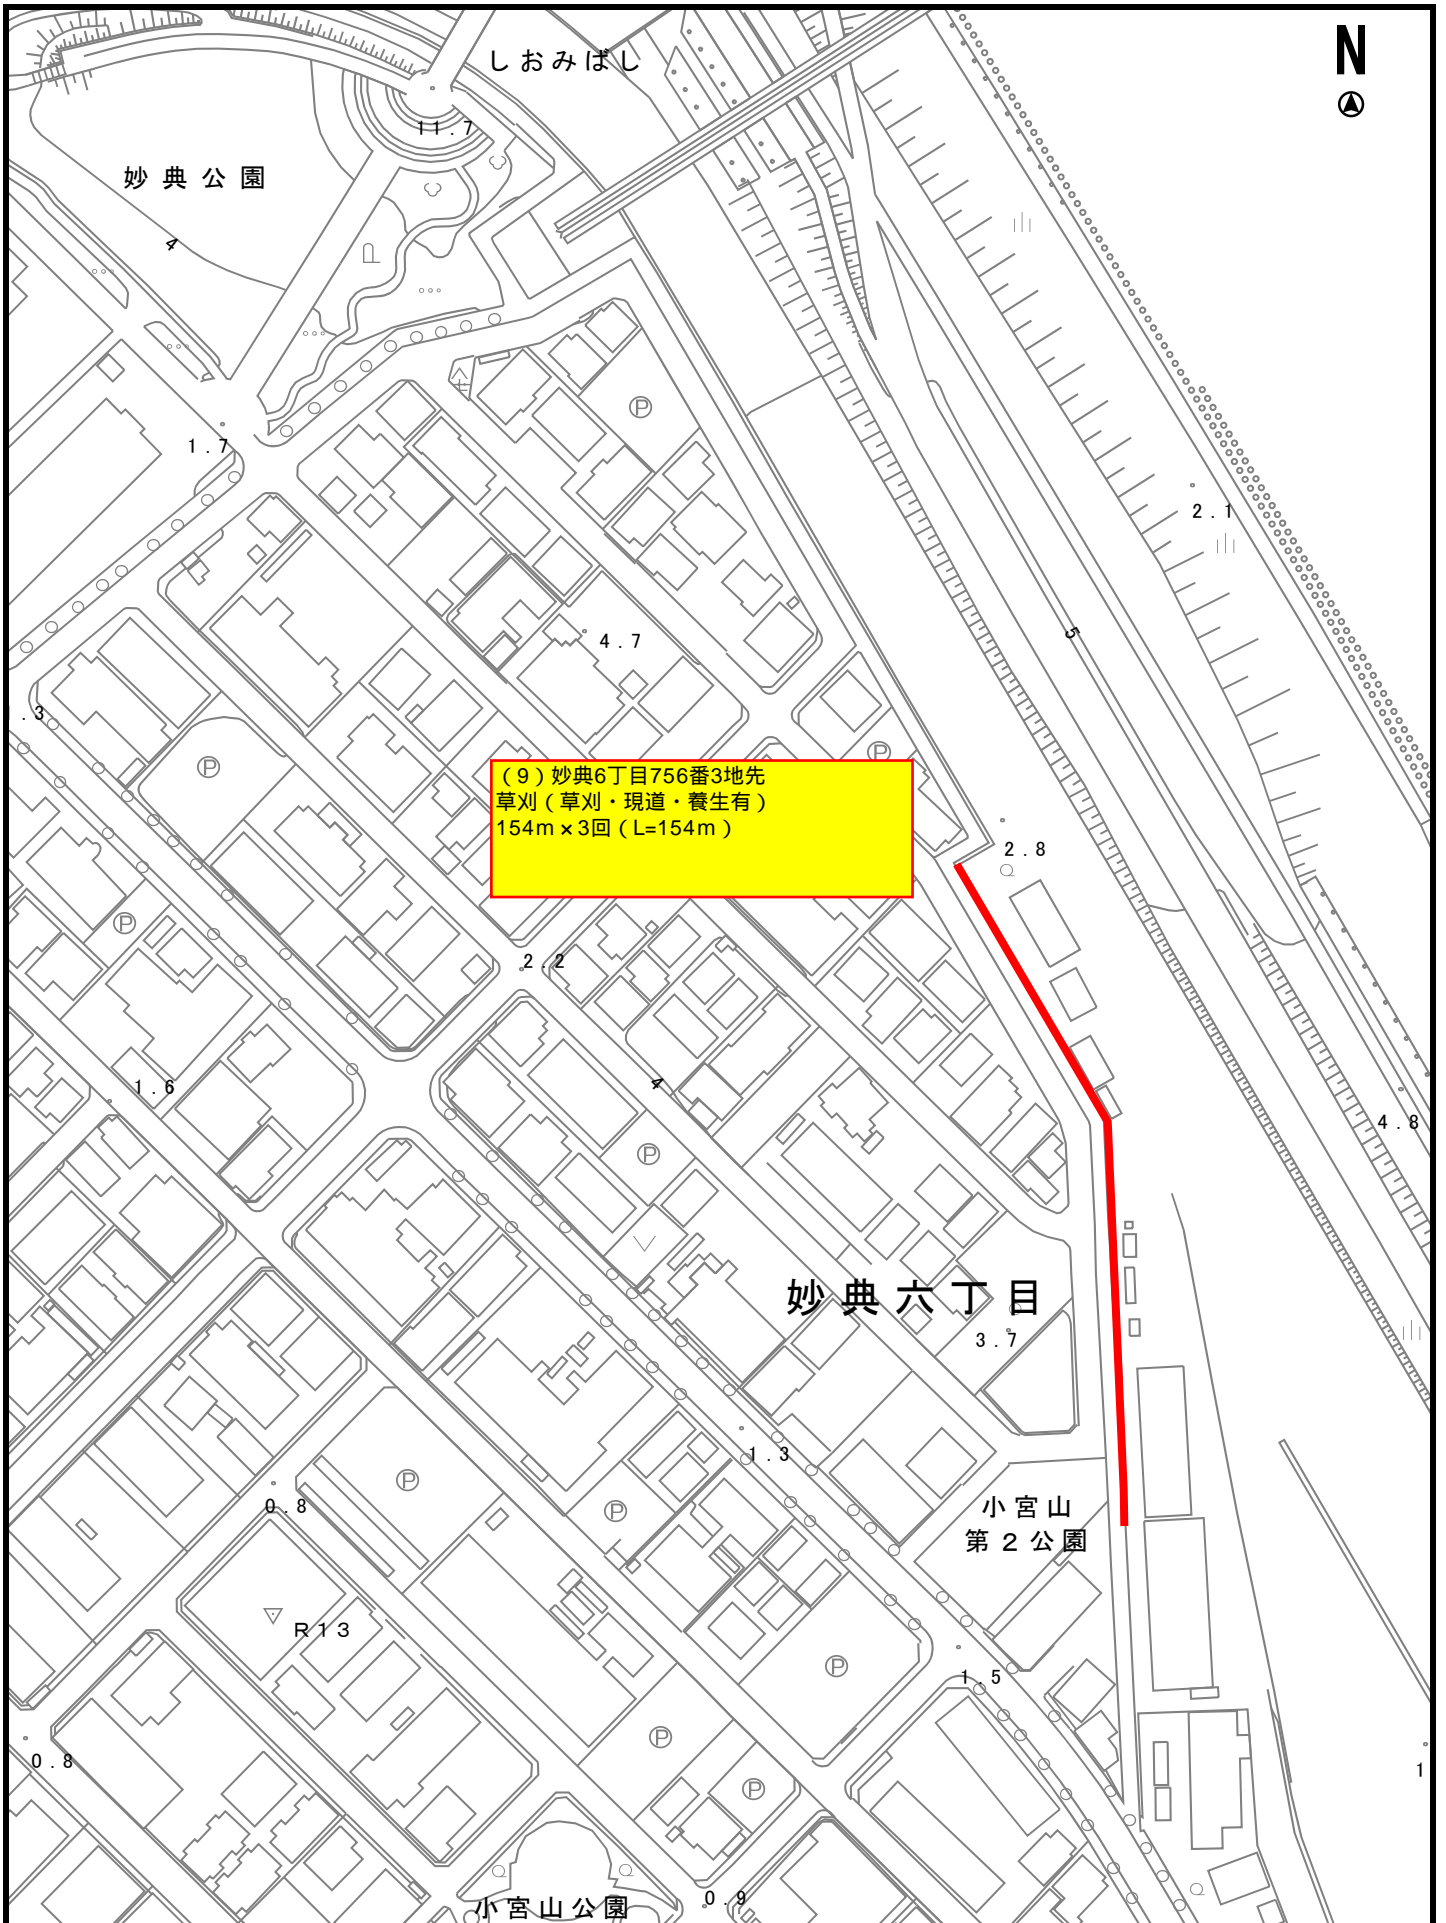 しおみばし
N
11.7
妙典公園
4
P
1.7
2.1
4.7
5
.3
P
P
（9）妙典6丁目756番3地先
草刈（草刈・現道・養生有）
154m×3回（L=154m）
2.8
P
2.2
1.6
4
4.8
P
妙典六丁目
3.7
1.3
P
0.8
P
小宮山
第2公園
R13
P
1.5
P
0.8
P
1
小宮山公園
0.9